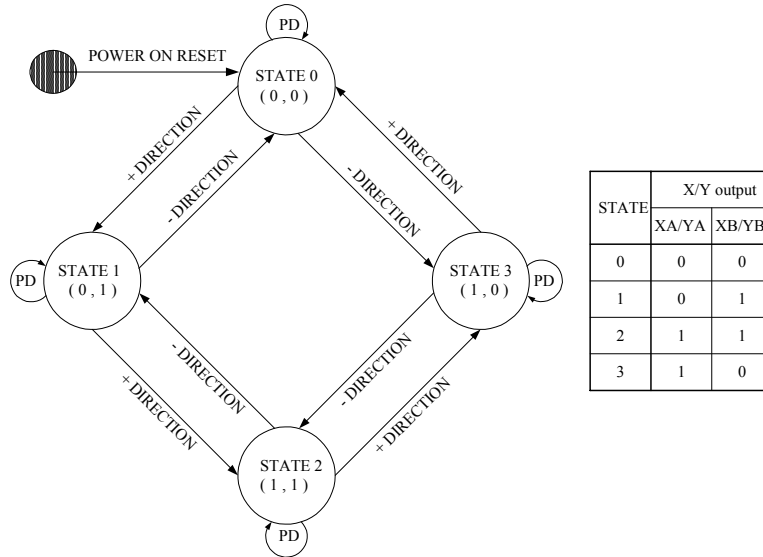 PD
POWER ON RESET
STATE 0
( 0 , 0 )
+ DIRECTION
- DIRECTION
- DIRECTION
+ DIRECTION
STATE 1
( 0 , 1 )
PD
STATE 3
( 1 , 0 )
PD
+ DIRECTION
- DIRECTION
- DIRECTION
+ DIRECTION
STATE 2
( 1 , 1 )
PD
STATE X/Y output
XA/YA XB/YB
0 0 0
1 0 1
2 1 1
3 1 0